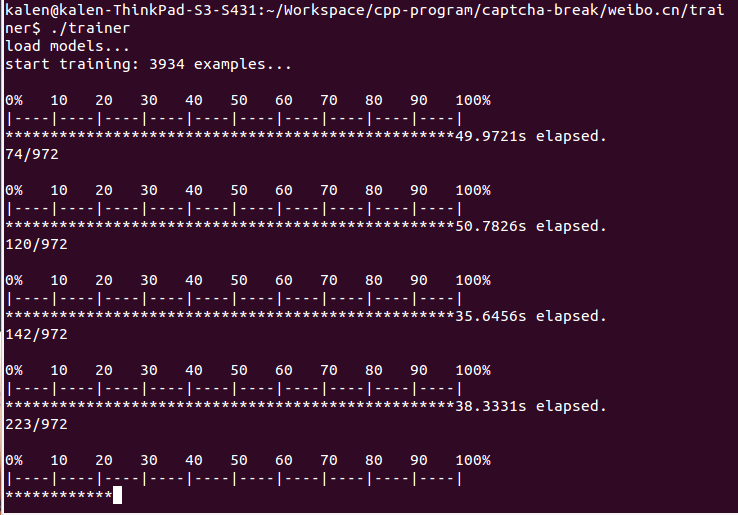 kalen@kalen-ThinkPad-S3-S431:~/Workspace/cpp-program/captcha-break/weibo.cn/trai
ner$ ./trainer
load models...
start training: 3934 examples...

0%   10   20   30   40   50   60   70   80   90   100%
|----|----|----|----|----|----|----|----|----|----|
**************************************************49.9721s elapsed.
74/972

0%   10   20   30   40   50   60   70   80   90   100%
|----|----|----|----|----|----|----|----|----|----|
**************************************************50.7826s elapsed.
120/972

0%   10   20   30   40   50   60   70   80   90   100%
|----|----|----|----|----|----|----|----|----|----|
**************************************************35.6456s elapsed.
142/972

0%   10   20   30   40   50   60   70   80   90   100%
|----|----|----|----|----|----|----|----|----|----|
**************************************************38.3331s elapsed.
223/972

0%   10   20   30   40   50   60   70   80   90   100%
|----|----|----|----|----|----|----|----|----|----|
************